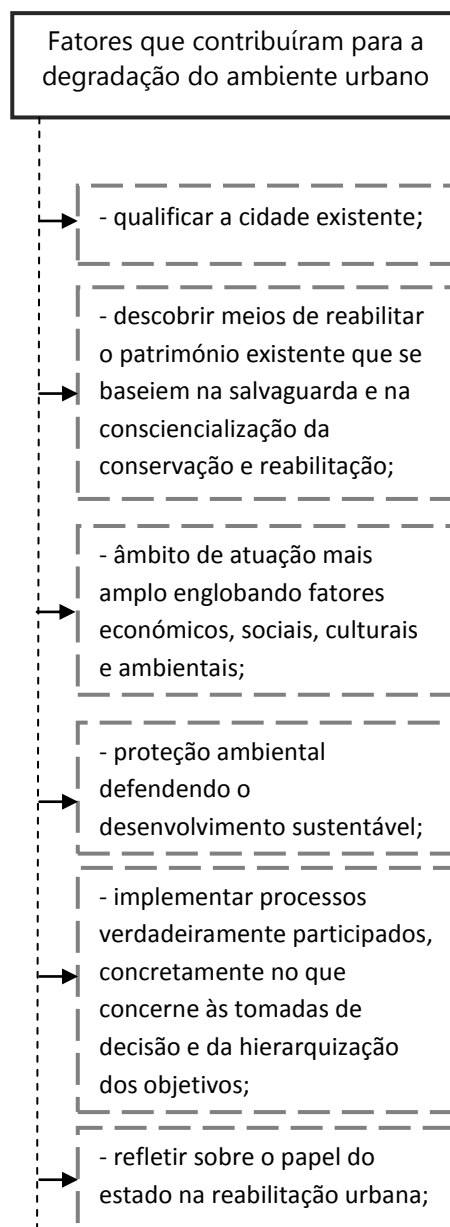 Fatores que contribuíram para a
degradação do ambiente urbano
- qualificar a cidade existente;
- descobrir meios de reabilitar
o património existente que se
baseiem na salvaguarda e na
consciencialização da
conservação e reabilitação;
- âmbito de atuação mais
amplo englobando fatores
económicos, sociais, culturais
e ambientais;
- proteção ambiental
defendendo o
desenvolvimento sustentável;
- implementar processos
verdadeiramente participados,
concretamente no que
concerne às tomadas de
decisão e da hierarquização
dos objetivos;
- refletir sobre o papel do
estado na reabilitação urbana;